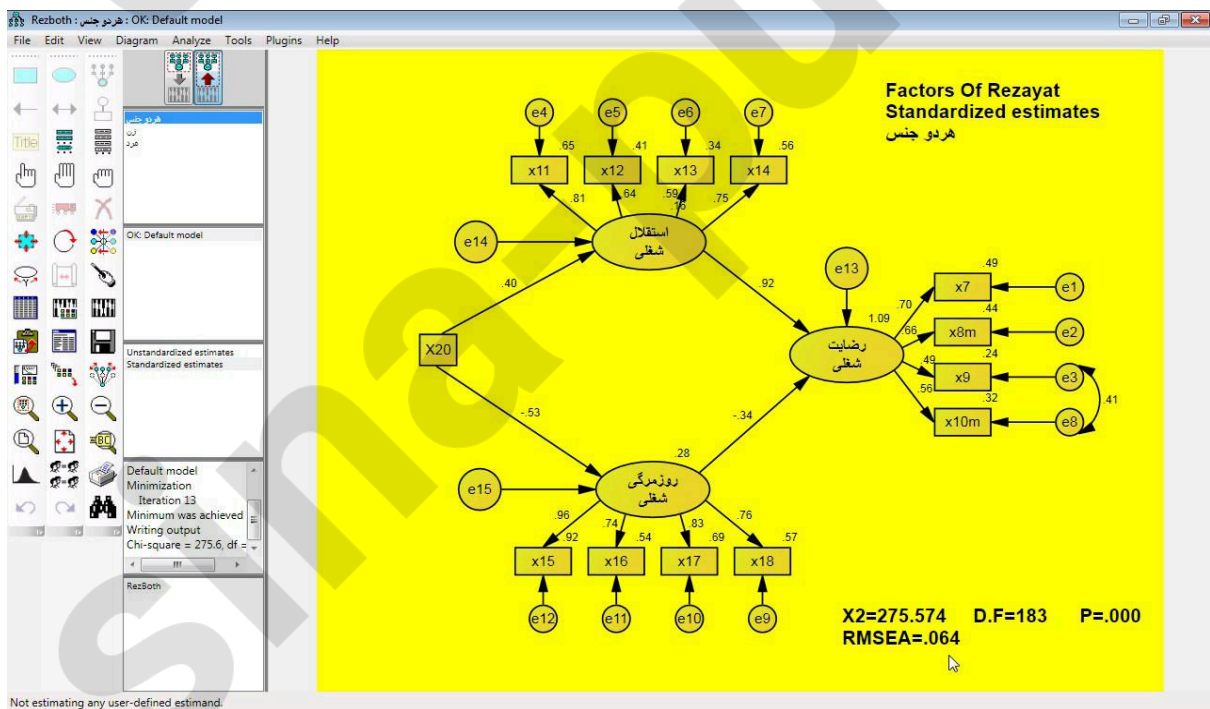 Rezboth : هردو جنس : OK: Default model
File Edit View Diagram Analyze Tools Plugins Help
Title
هردو جنس
زن
مرد
OK: Default model
Unstandardized estimates
Standardized estimates
Default model
Minimization
Iteration 13
Minimum was achieved
Writing output
Chi-square = 275.6, df =
RezBoth
Not estimating any user-defined estimand.
Factors Of Rezayat
Standardized estimates
هردو جنس
e4 e5 e6 e7
.65 .41 .34 .56
x11 x12 x13 x14
.81 .64 .59 .75
.16
e14
استقلال
شغلی
.40
.92
X20
e13
1.09
رضایت
شغلی
.70 .66 .49 .56
.49
x7 e1
.44
x8m e2
.24
x9 e3
.32
x10m e8
.41
-.53
-.34
.28
e15
روزمرگی
شغلی
.96 .74 .83 .76
.92 .54 .69 .57
x15 x16 x17 x18
e12 e11 e10 e9
X2=275.574 D.F=183 P=.000
RMSEA=.064